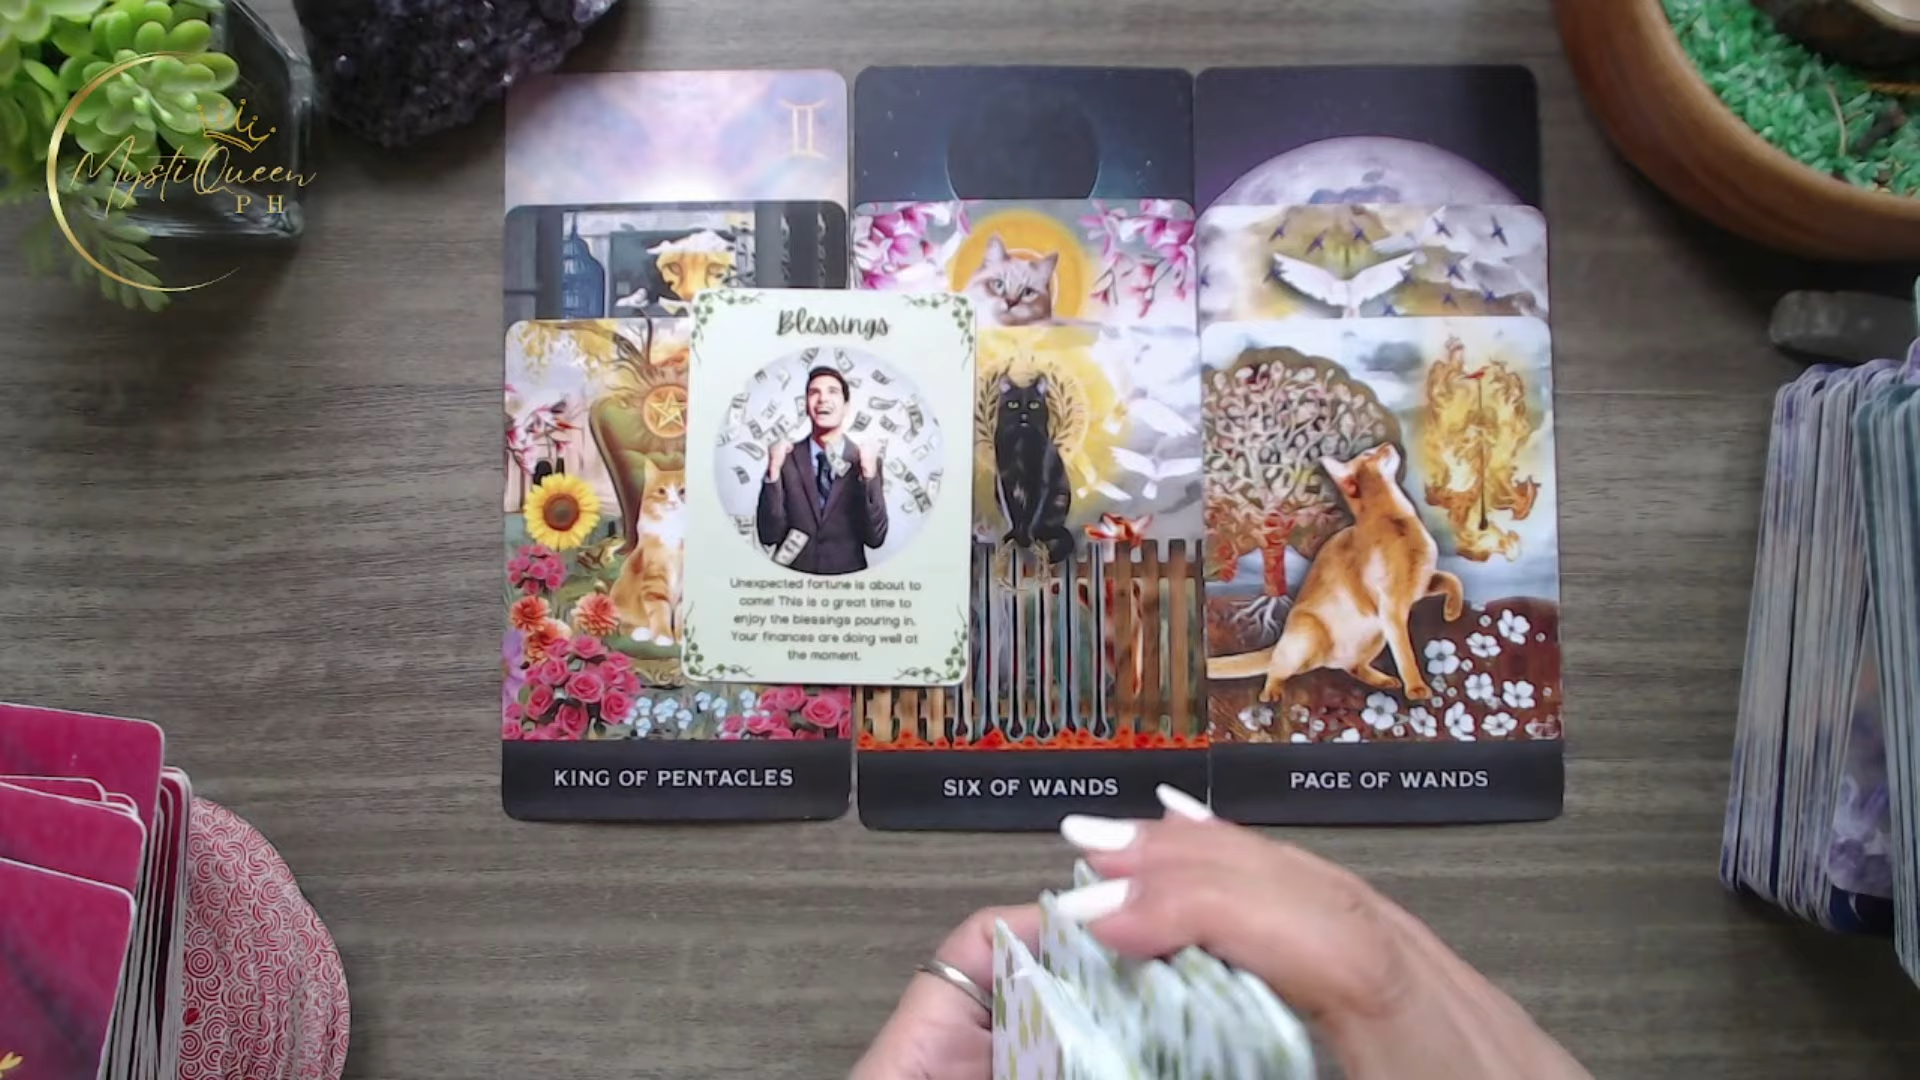 MystiQueen
PH
Blessings
Unexpected fortune is about to
come! This is a great time to
enjoy the blessings pouring in.
Your finances are doing well at
the moment.
KING OF PENTACLES
SIX OF WANDS
PAGE OF WANDS